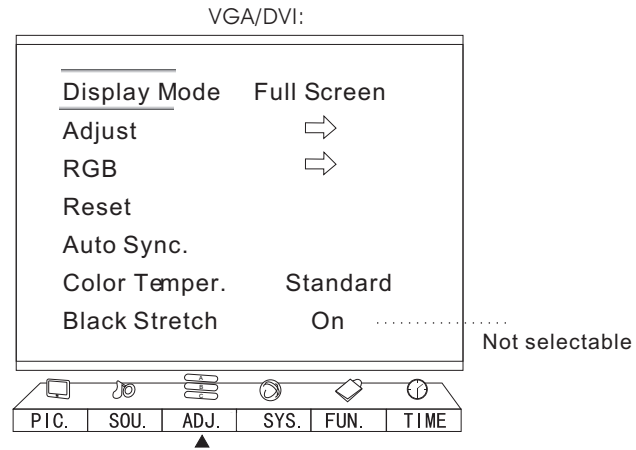 VGA/DVI:
Display Mode Full Screen
Adjust
RGB
Reset
Auto Sync.
Color Temper. Standard
Black Stretch On
Not selectable
A
B
C
PIC. SOU. ADJ. SYS. FUN. TIME